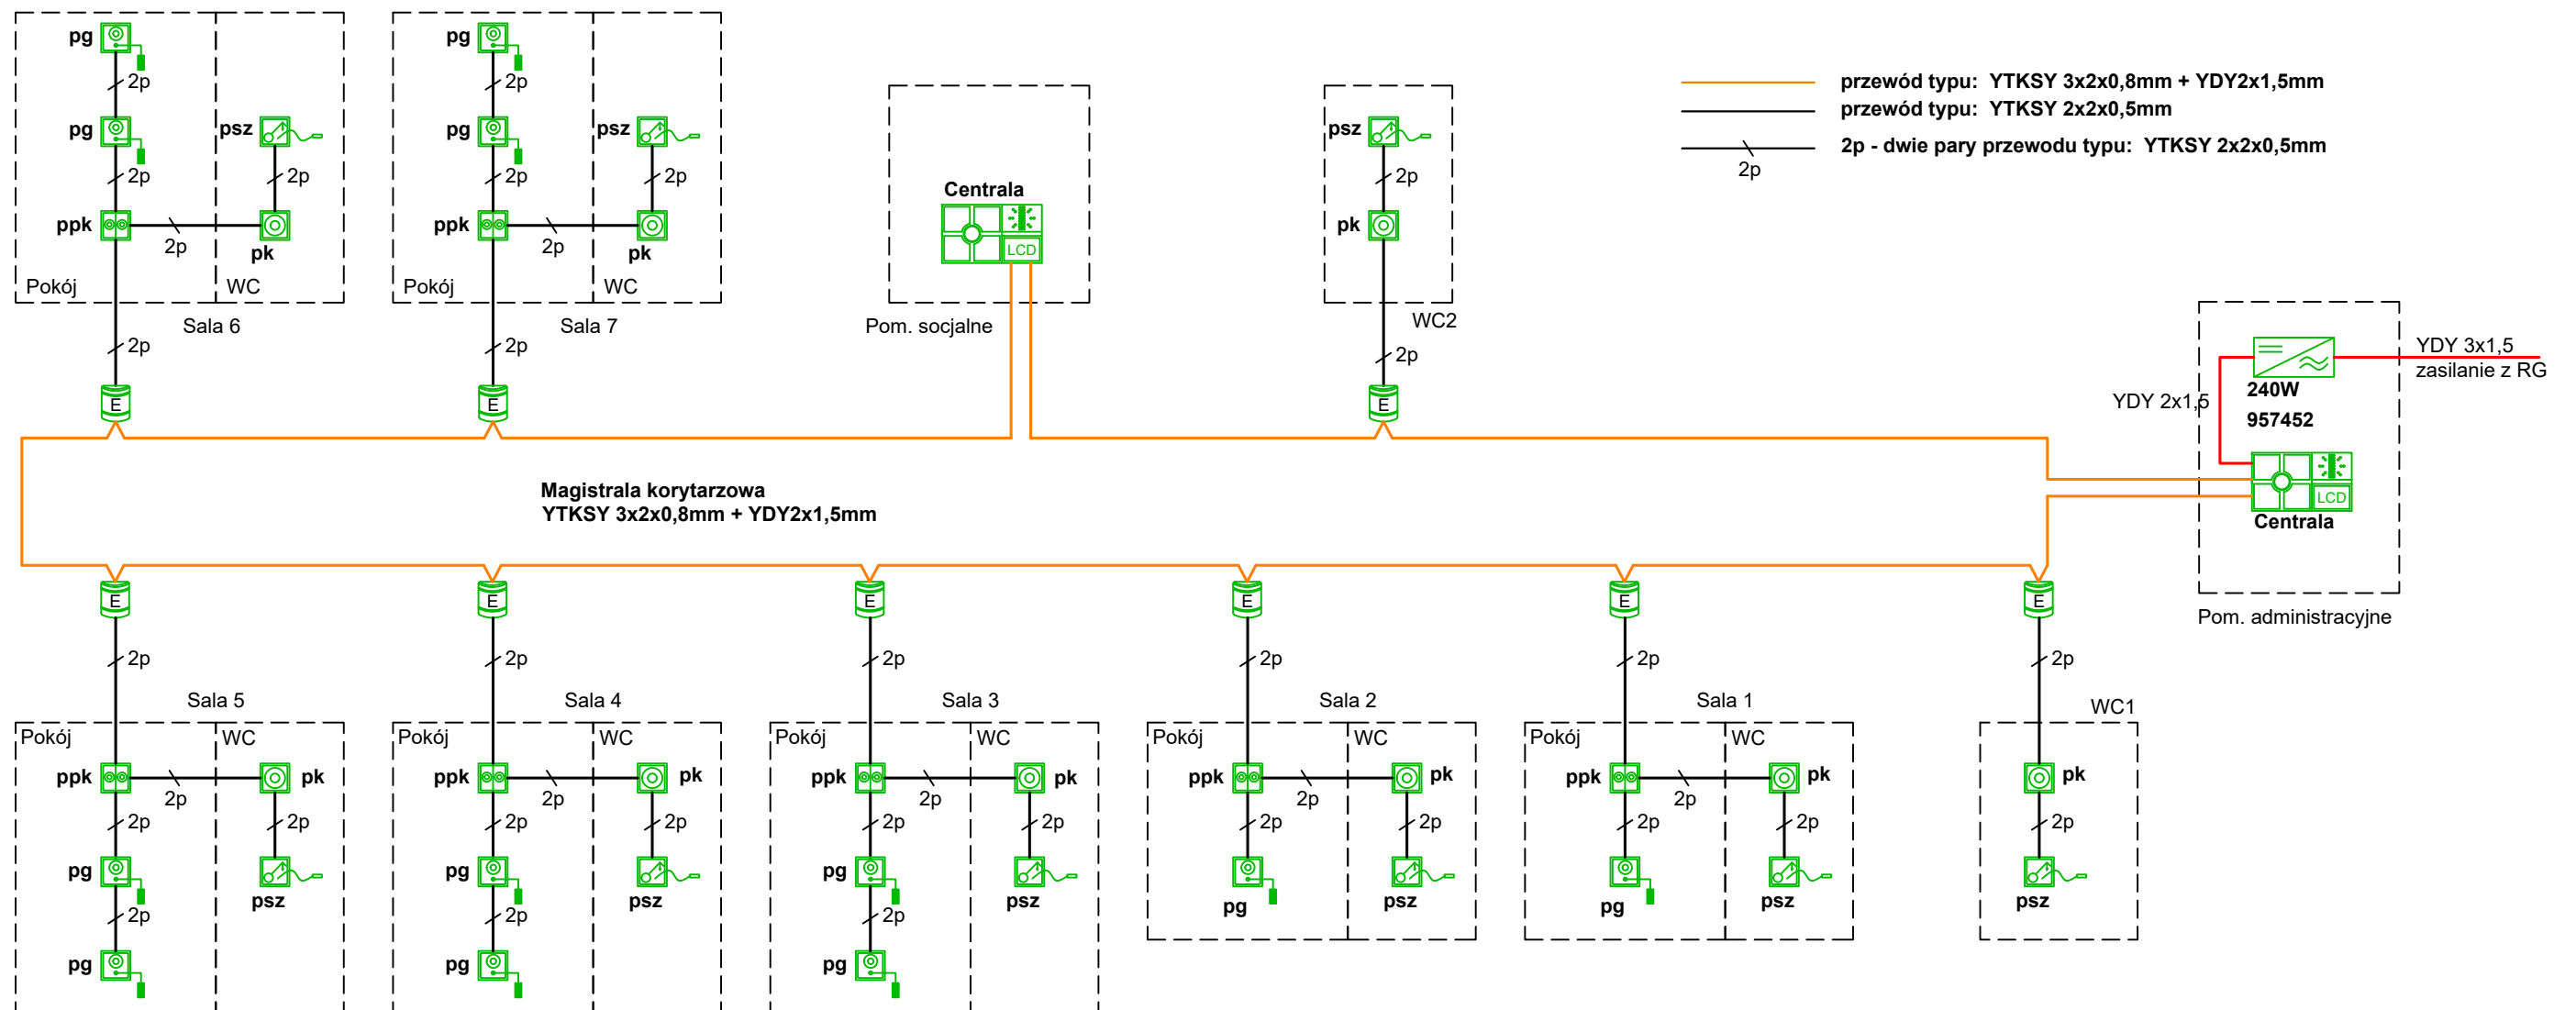 pg
2p
pg
2p
ppk
2p
psz
2p
pk
Pokój
WC
Sala 6
2p
E
pg
2p
pg
2p
ppk
2p
psz
2p
pk
Pokój
WC
Sala 7
2p
E
Centrala
LCD
Pom. socjalne
psz
2p
pk
WC2
2p
E
przewód typu: YTKSY 3x2x0,8mm + YDY2x1,5mm
przewód typu: YTKSY 2x2x0,5mm
2p - dwie pary przewodu typu: YTKSY 2x2x0,5mm
2p
YDY 3x1,5
zasilanie z RG
YDY 2x1,5
240W
957452
LCD
Centrala
Pom. administracyjne
Magistrala korytarzowa
YTKSY 3x2x0,8mm + YDY2x1,5mm
E
2p
Sala 5
Pokój
WC
ppk
2p
pk
2p
2p
pg
psz
2p
pg
E
2p
Sala 4
Pokój
WC
ppk
2p
pk
2p
2p
pg
psz
2p
pg
E
2p
Sala 3
Pokój
WC
ppk
2p
pk
2p
2p
pg
psz
2p
pg
E
2p
Sala 2
Pokój
WC
ppk
2p
pk
2p
2p
pg
psz
E
2p
Sala 1
Pokój
WC
ppk
2p
pk
2p
2p
pg
psz
E
2p
WC1
pk
2p
psz